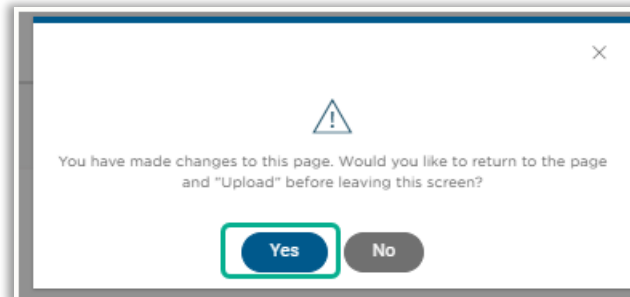 You have made changes to this page. Would you like to return to the page
and "Upload" before leaving this screen?
Yes No